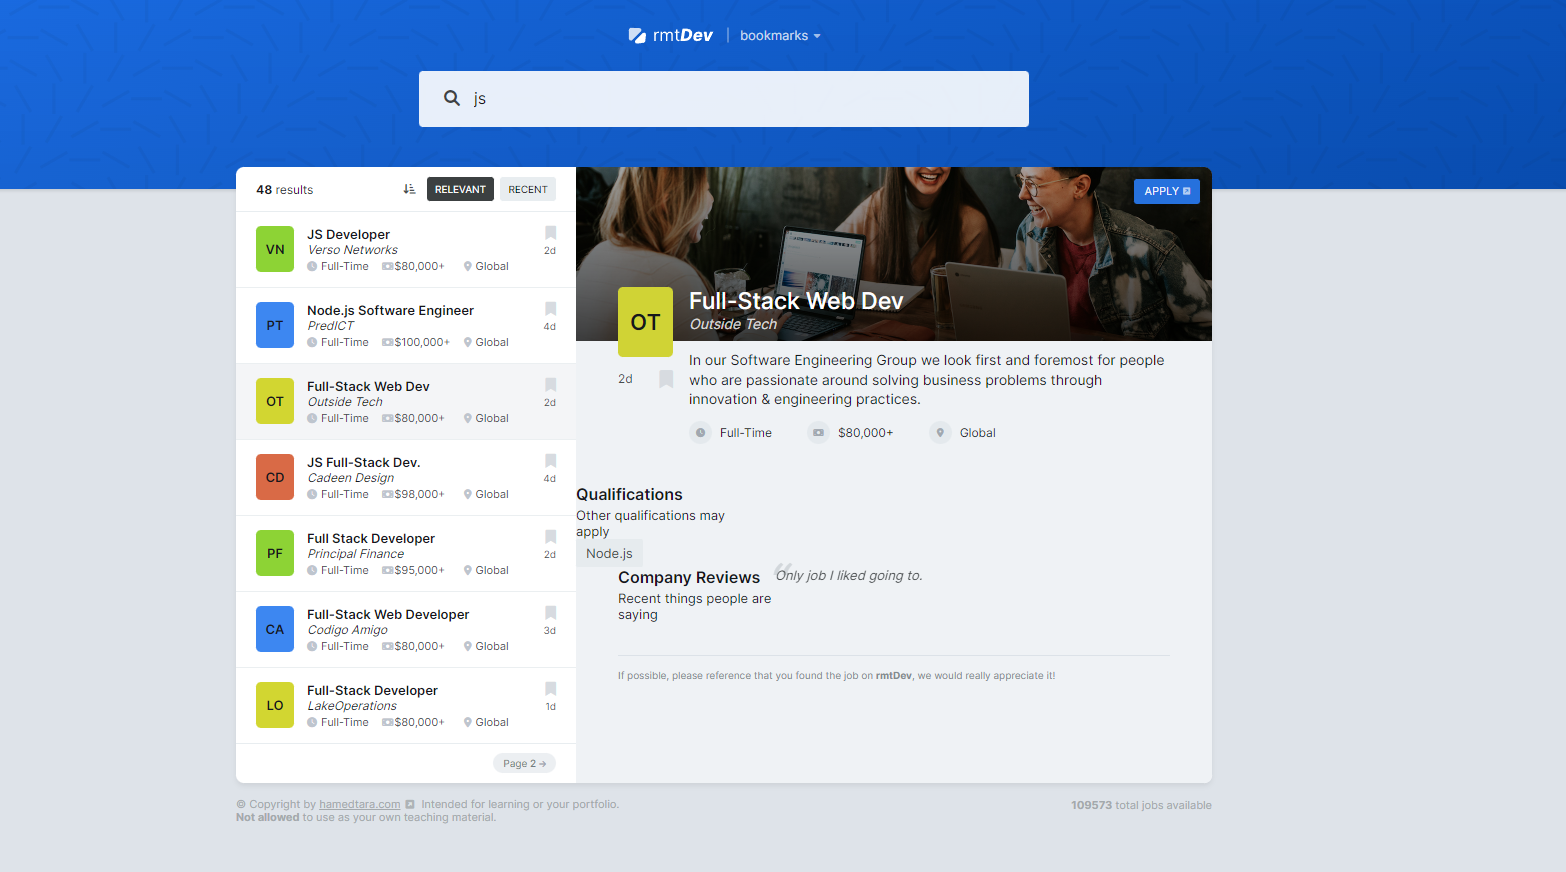 rmtDev
bookmarks
js
48 results
RELEVANT
RECENT
VN
JS Developer
Verso Networks
Full-Time $80,000+ Global
2d
PT
Node.js Software Engineer
PredICT
Full-Time $100,000+ Global
4d
OT
Full-Stack Web Dev
Outside Tech
Full-Time $80,000+ Global
2d
CD
JS Full-Stack Dev.
Cadeen Design
Full-Time $98,000+ Global
4d
PF
Full Stack Developer
Principal Finance
Full-Time $95,000+ Global
2d
CA
Full-Stack Web Developer
Codigo Amigo
Full-Time $80,000+ Global
3d
LO
Full-Stack Developer
LakeOperations
Full-Time $80,000+ Global
1d
Page 2 →
APPLY
OT
Full-Stack Web Dev
Outside Tech
2d
In our Software Engineering Group we look first and foremost for people
who are passionate around solving business problems through
innovation & engineering practices.
Full-Time $80,000+ Global
Qualifications
Other qualifications may
apply
Node.js
Company Reviews
Recent things people are
saying
“
Only job I liked going to.
If possible, please reference that you found the job on rmtDev, we would really appreciate it!
© Copyright by hamedtara.com Intended for learning or your portfolio.
Not allowed to use as your own teaching material.
109573 total jobs available